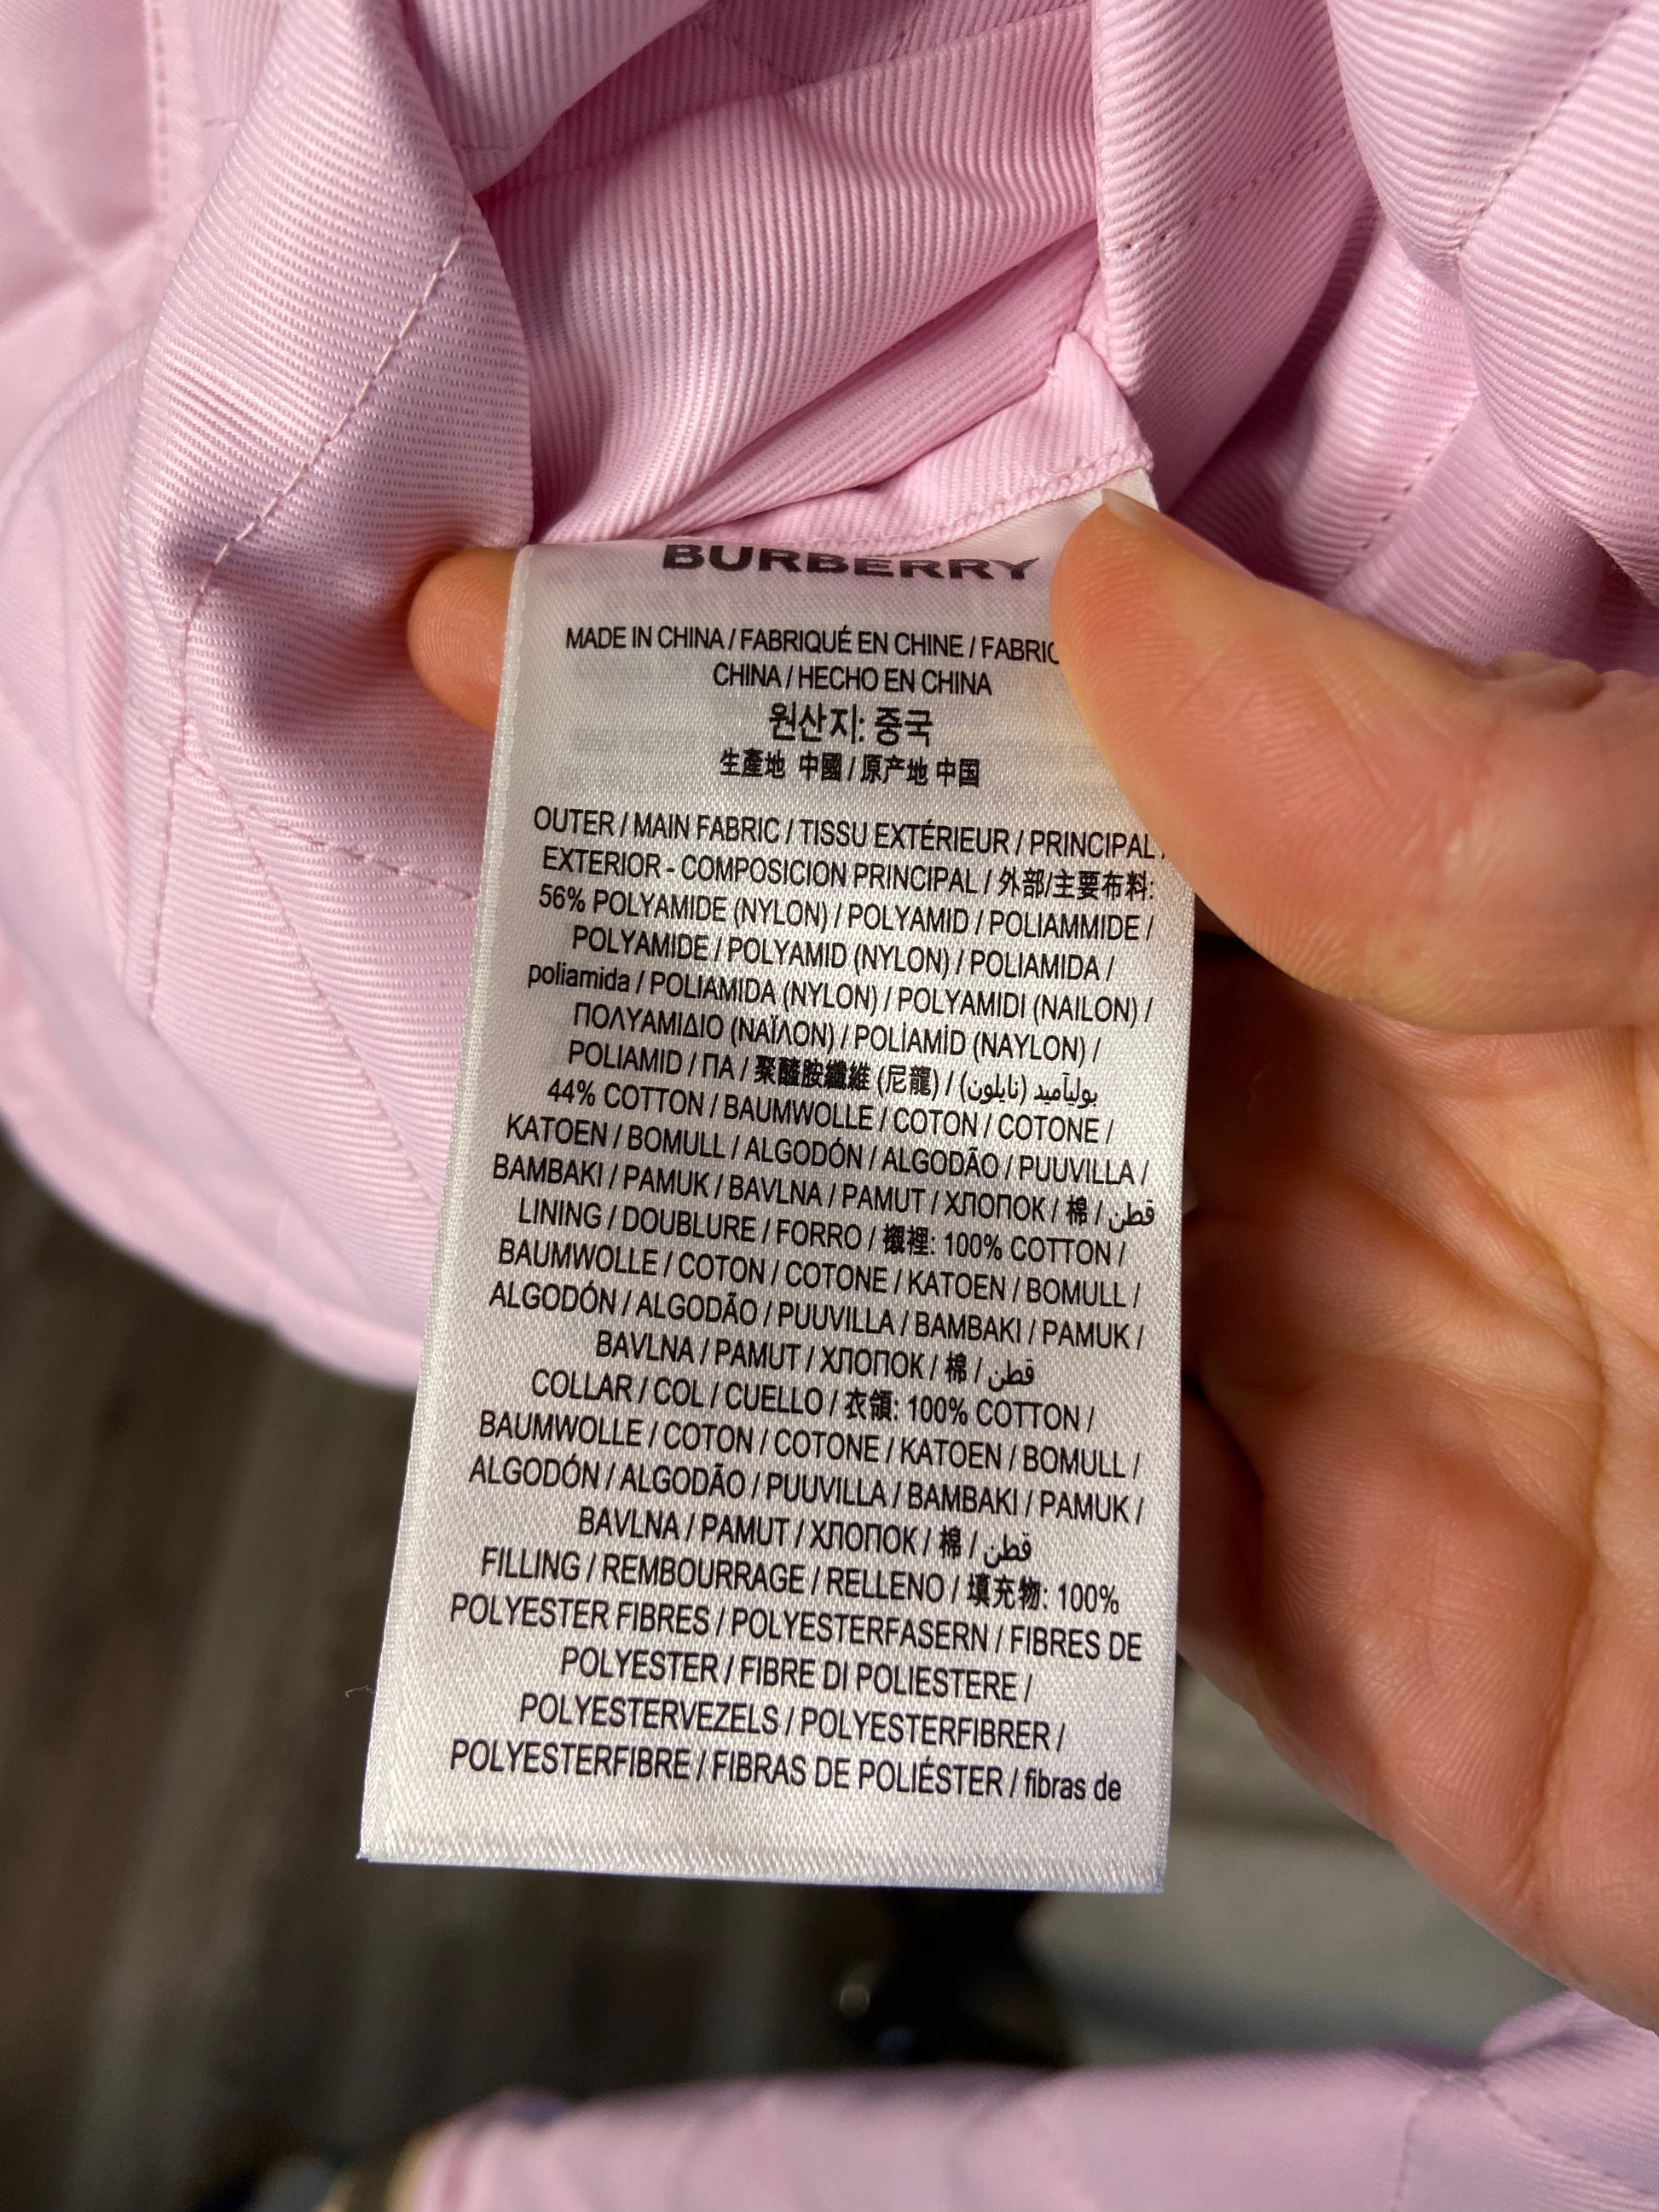 BURBERRY
MADE IN CHINA / FABRIQUÉ EN CHINE /
CHINA / HECHO EN CHINA
원산지: 중국
生產地 中國 / 原产地 中国
OUTER / MAIN FABRIC / TISSU EXTÉRIEUR / PRINCIPAL /
EXTERIOR - COMPOSICION PRINCIPAL / 外部/主要布料:
56% POLYAMIDE (NYLON) / POLYAMID / POLIAMMIDE /
POLYAMIDE / POLYAMID (NYLON) / POLIAMIDA /
poliamida / POLIAMIDA (NYLON) / POLYAMIDI (NAILON) /
ΠΟΛΥΑΜΙΔΙΟ (ΝΑΪΛΟΝ) / POLİAMİD (NAYLON) /
POLIAMID / ПА / 聚醯胺纖維 (尼龍) / بوليآميد (نايلون)
44% COTTON / BAUMWOLLE / COTON / COTONE /
KATOEN / BOMULL / ALGODÓN / ALGODÃO / PUUVILLA /
BAMBAKI / PAMUK / BAVLNA / PAMUT / ХЛОПОК / 棉 / قطن
LINING / DOUBLURE / FORRO / 襯裡: 100% COTTON /
BAUMWOLLE / COTON / COTONE / KATOEN / BOMULL /
ALGODÓN / ALGODÃO / PUUVILLA / BAMBAKI / PAMUK /
BAVLNA / PAMUT / ХЛОПОК / 棉 / قطن
COLLAR / COL / CUELLO / 衣領: 100% COTTON /
BAUMWOLLE / COTON / COTONE / KATOEN / BOMULL /
ALGODÓN / ALGODÃO / PUUVILLA / BAMBAKI / PAMUK /
BAVLNA / PAMUT / ХЛОПОК / 棉 / قطن
FILLING / REMBOURRAGE / RELLENO / 填充物: 100%
POLYESTER FIBRES / POLYESTERFASERN / FIBRES DE
POLYESTER / FIBRE DI POLIESTERE /
POLYESTERVEZELS / POLYESTERFIBRER /
POLYESTERFIBRE / FIBRAS DE POLIÉSTER / fibras de